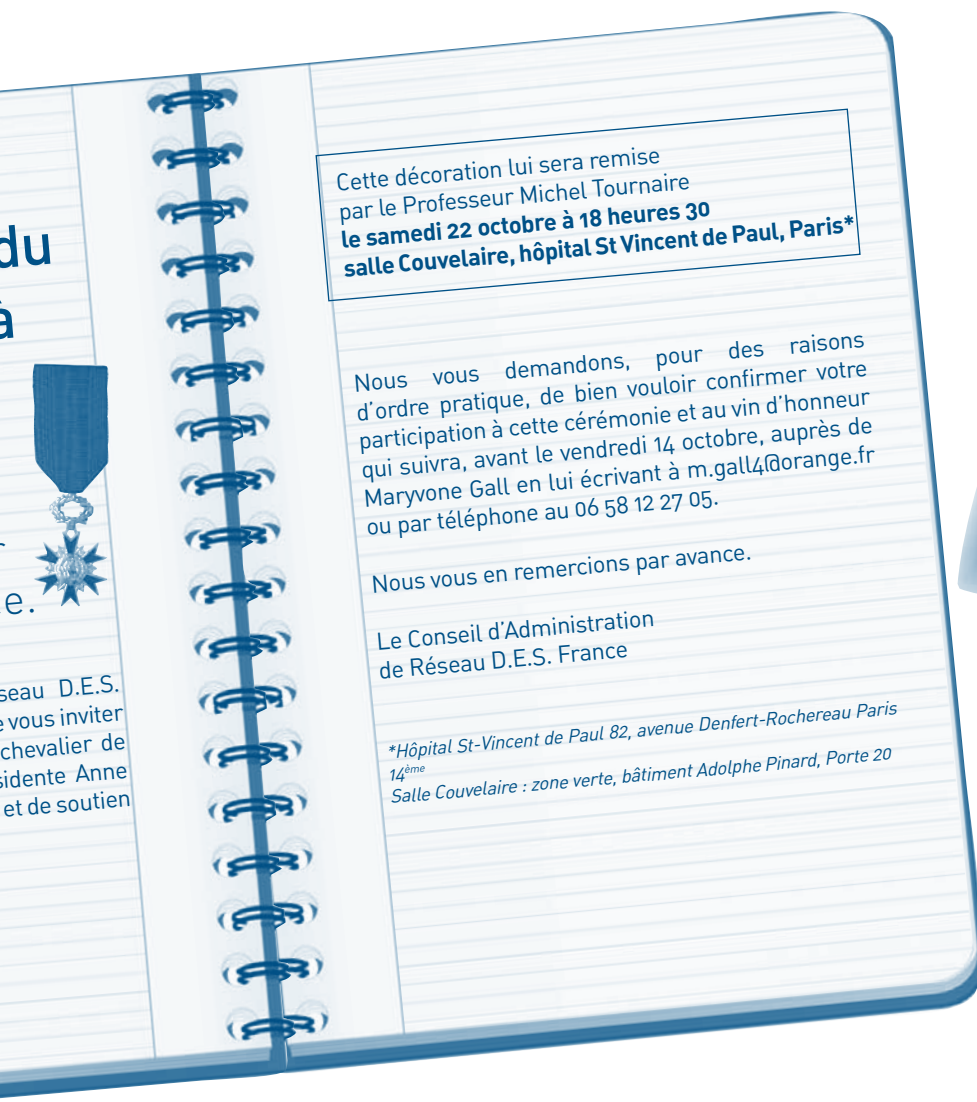 du
à
e.
seau D.E.S.
e vous inviter
chevalier de
sidente Anne
et de soutien
Cette décoration lui sera remise
par le Professeur Michel Tournaire
le samedi 22 octobre à 18 heures 30
salle Couvelaire, hôpital St Vincent de Paul, Paris*
Nous vous demandons, pour des raisons
d'ordre pratique, de bien vouloir confirmer votre
participation à cette cérémonie et au vin d'honneur
qui suivra, avant le vendredi 14 octobre, auprès de
Maryvone Gall en lui écrivant à m.gall4@orange.fr
ou par téléphone au 06 58 12 27 05.
Nous vous en remercions par avance.
Le Conseil d'Administration
de Réseau D.E.S. France
*Hôpital St-Vincent de Paul 82, avenue Denfert-Rochereau Paris
14ème
Salle Couvelaire : zone verte, bâtiment Adolphe Pinard, Porte 20